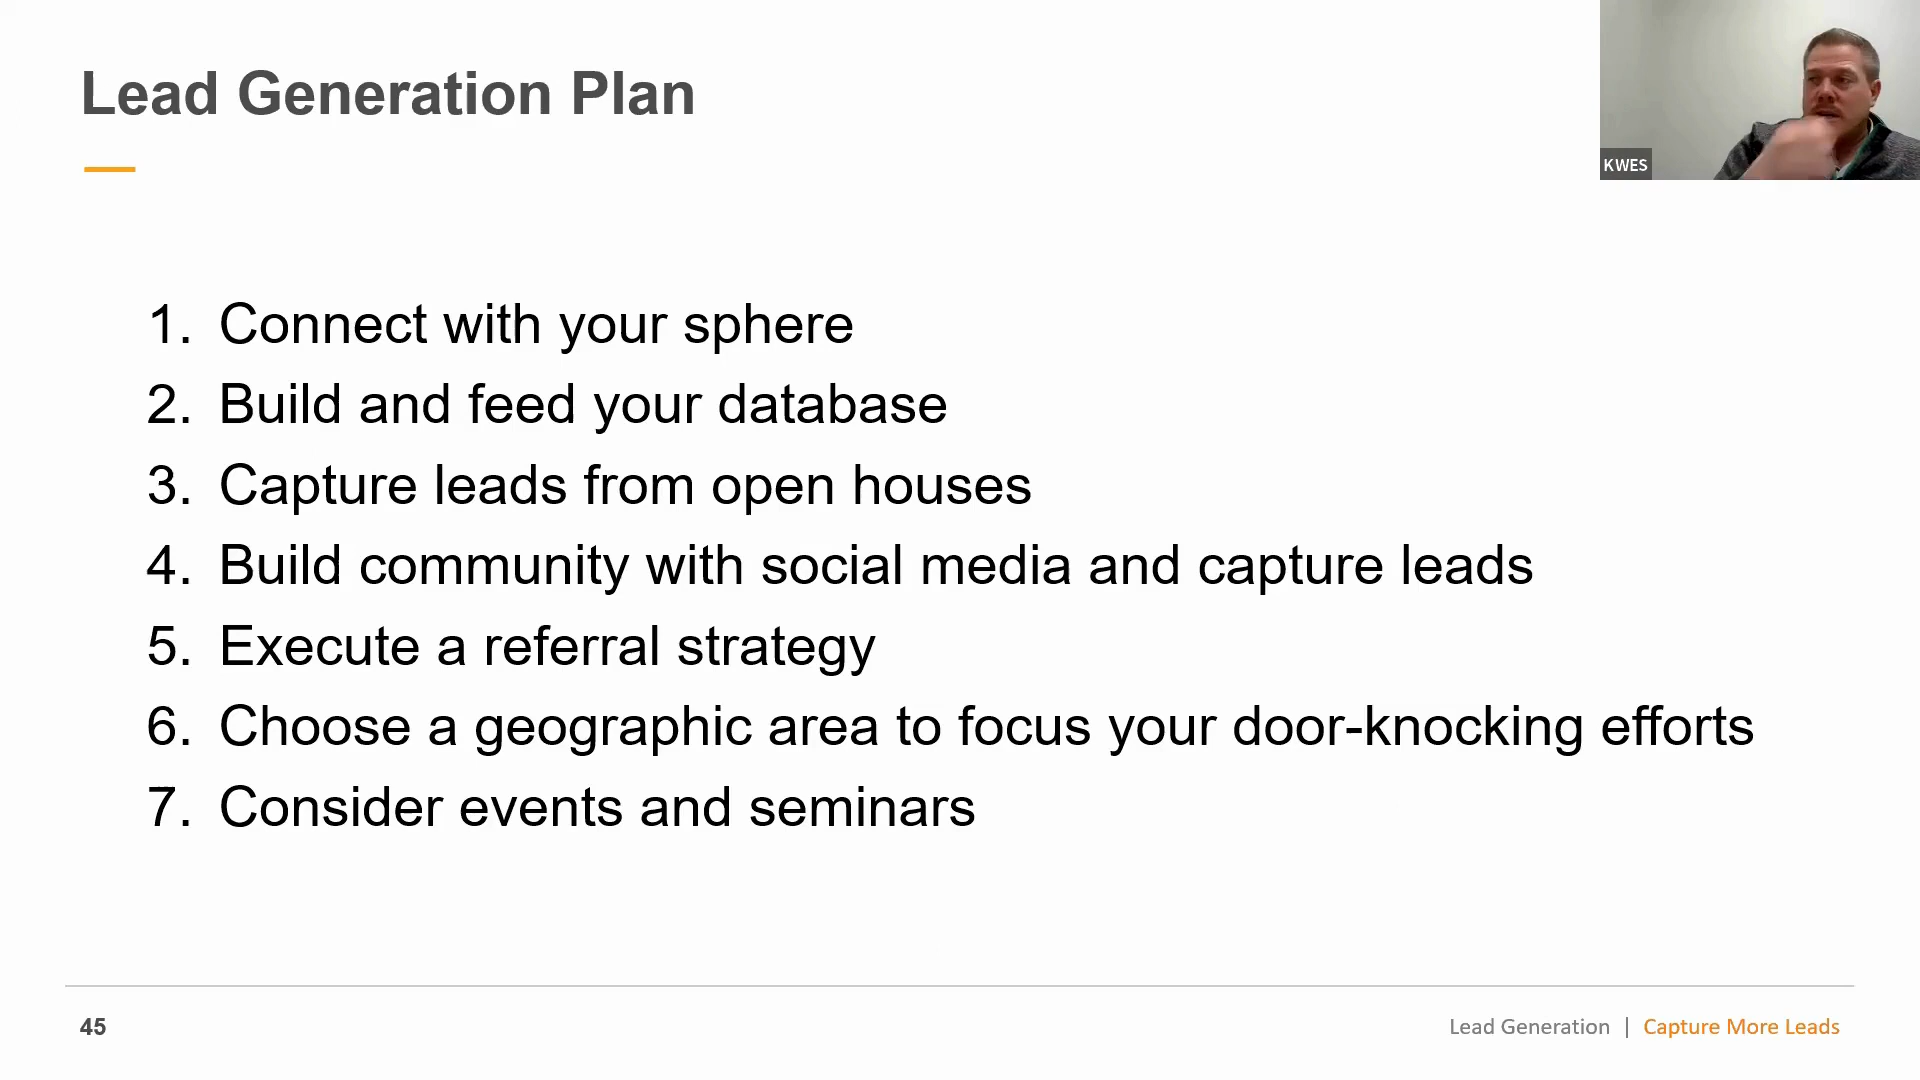 Lead Generation Plan
KWES
1. Connect with your sphere
2. Build and feed your database
3. Capture leads from open houses
4. Build community with social media and capture leads
5. Execute a referral strategy
6. Choose a geographic area to focus your door-knocking efforts
7. Consider events and seminars
45
Lead Generation | Capture More Leads